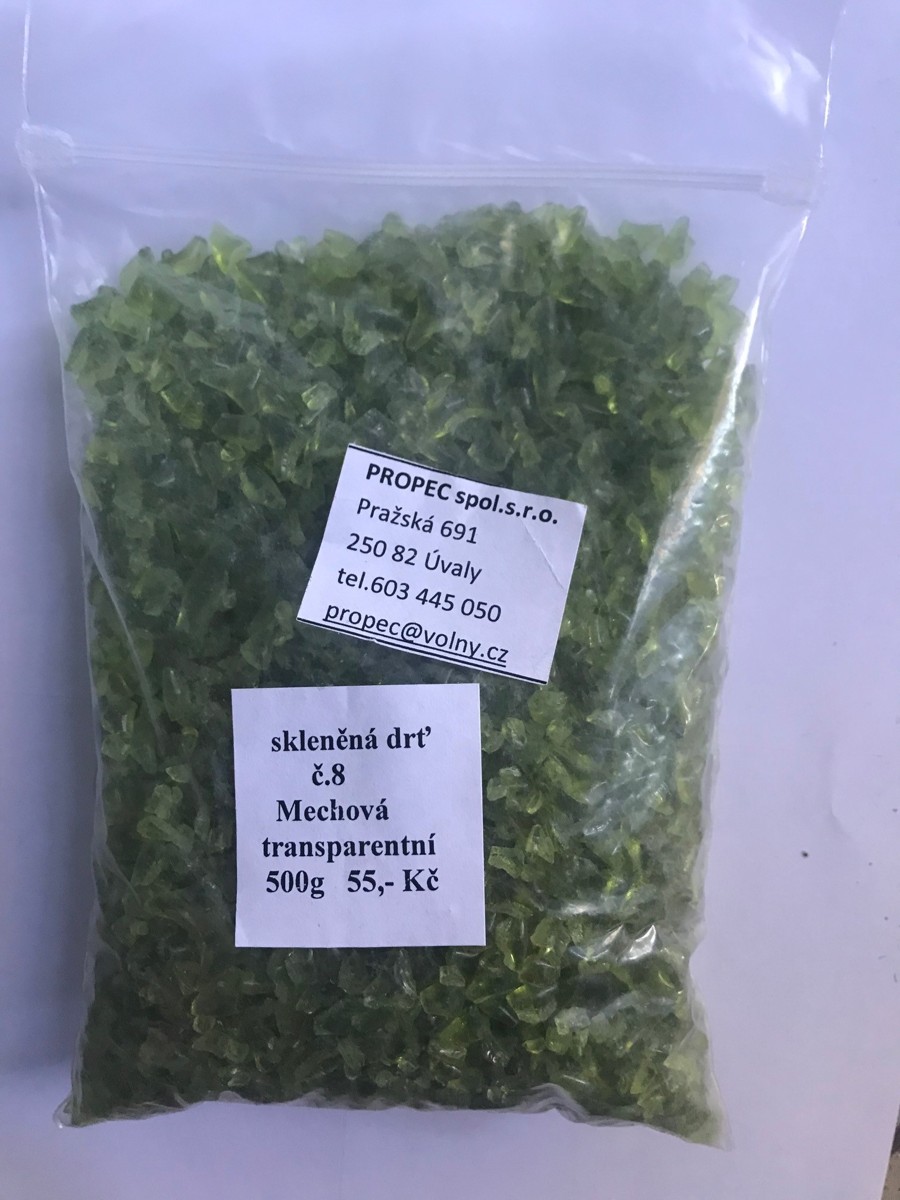 PROPEC spol.s.r.o.
Pražská 691
250 82 Úvaly
tel.603 445 050
propec@volny.cz
skleněná drť
č.8
Mechová
transparentní
500g 55,- Kč